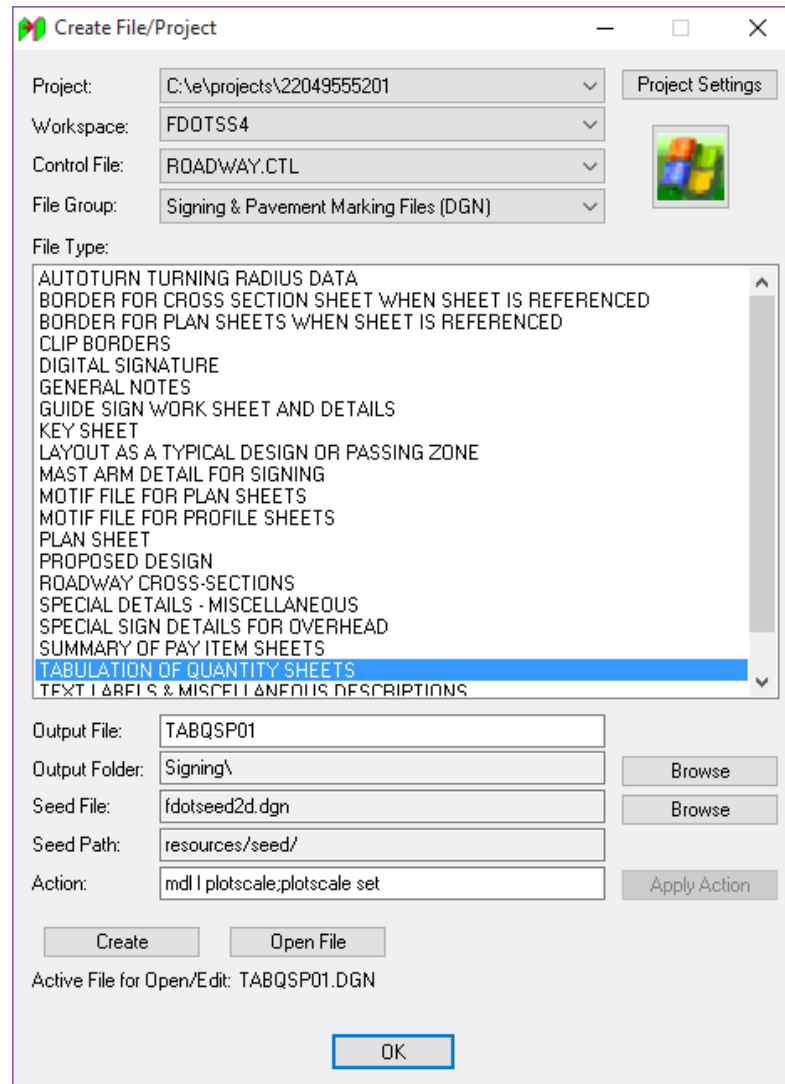 Create File/Project
Project: C:\e\projects\22049555201 Project Settings
Workspace: FDOTSS4
Control File: ROADWAY.CTL
File Group: Signing & Pavement Marking Files (DGN)
File Type:
AUTOTURN TURNING RADIUS DATA
BORDER FOR CROSS SECTION SHEET WHEN SHEET IS REFERENCED
BORDER FOR PLAN SHEETS WHEN SHEET IS REFERENCED
CLIP BORDERS
DIGITAL SIGNATURE
GENERAL NOTES
GUIDE SIGN WORK SHEET AND DETAILS
KEY SHEET
LAYOUT AS A TYPICAL DESIGN OR PASSING ZONE
MAST ARM DETAIL FOR SIGNING
MOTIF FILE FOR PLAN SHEETS
MOTIF FILE FOR PROFILE SHEETS
PLAN SHEET
PROPOSED DESIGN
ROADWAY CROSS-SECTIONS
SPECIAL DETAILS - MISCELLANEOUS
SPECIAL SIGN DETAILS FOR OVERHEAD
SUMMARY OF PAY ITEM SHEETS
TABULATION OF QUANTITY SHEETS
TEXT LABELS & MISCELLANEOUS DESCRIPTIONS
Output File: TABQSP01
Output Folder: Signing\ Browse
Seed File: fdotseed2d.dgn Browse
Seed Path: resources/seed/
Action: mdl l plotscale;plotscale set Apply Action
Create Open File
Active File for Open/Edit: TABQSP01.DGN
OK